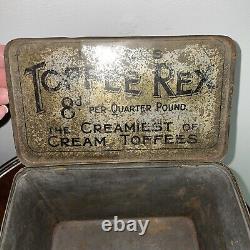 TOFFEE REX
8d PER QUARTER POUND.
THE CREAMIEST OF
CREAM TOFFEES
ebay